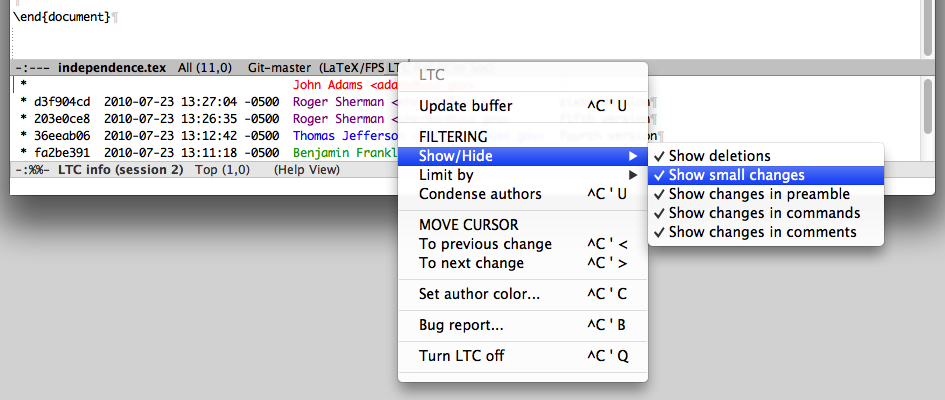 \end{document}¶
-:--- independence.tex All (11,0) Git-master (LaTeX/FPS LTC
* John Adams <ada
* d3f904cd 2010-07-23 13:27:04 -0500 Roger Sherman <
* 203e0ce8 2010-07-23 13:26:35 -0500 Roger Sherman <
* 36eeab06 2010-07-23 13:12:42 -0500 Thomas Jefferso fourth version¶
* fa2be391 2010-07-23 13:11:18 -0500 Benjamin Frankl
-:%%- LTC info (session 2) Top (1,0) (Help View)
LTC
Update buffer ^C ' U
FILTERING
Show/Hide ▶
Limit by ▶
Condense authors ^C ' U
MOVE CURSOR
To previous change ^C ' <
To next change ^C ' >
Set author color... ^C ' C
Bug report... ^C ' B
Turn LTC off ^C ' Q
✓ Show deletions
✓ Show small changes
✓ Show changes in preamble
✓ Show changes in commands
✓ Show changes in comments